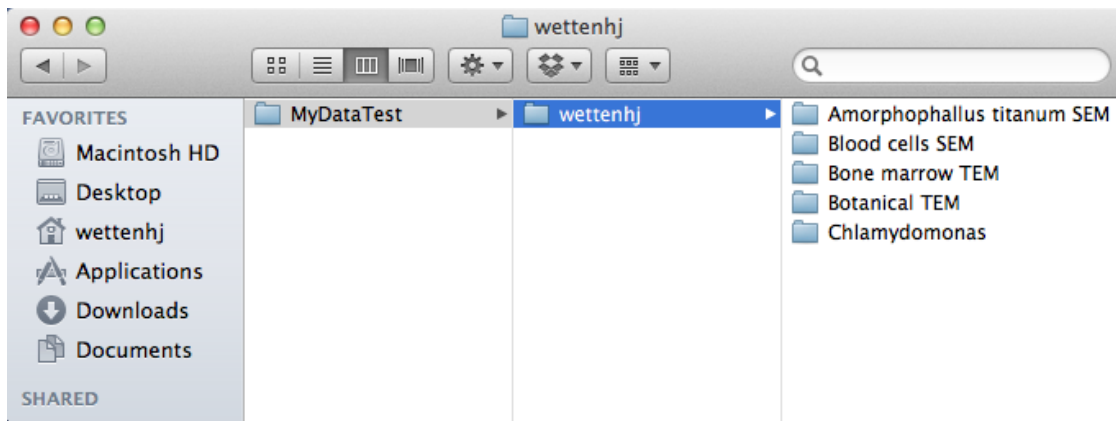 wettenhj
FAVORITES
Macintosh HD
Desktop
wettenhj
Applications
Downloads
Documents
SHARED
MyDataTest
wettenhj
Amorphophallus titanum SEM
Blood cells SEM
Bone marrow TEM
Botanical TEM
Chlamydomonas